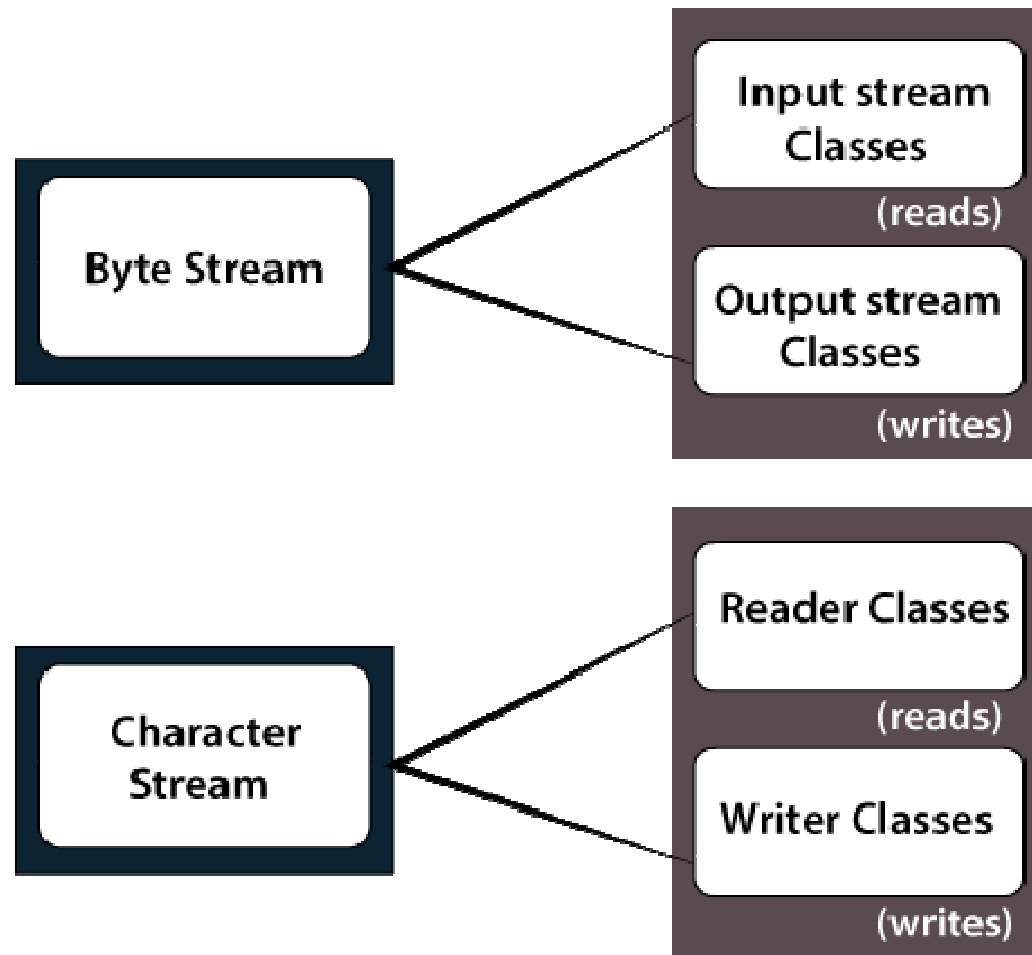 Byte Stream
Input stream
Classes
(reads)
Output stream
Classes
(writes)
Character
Stream
Reader Classes
(reads)
Writer Classes
(writes)